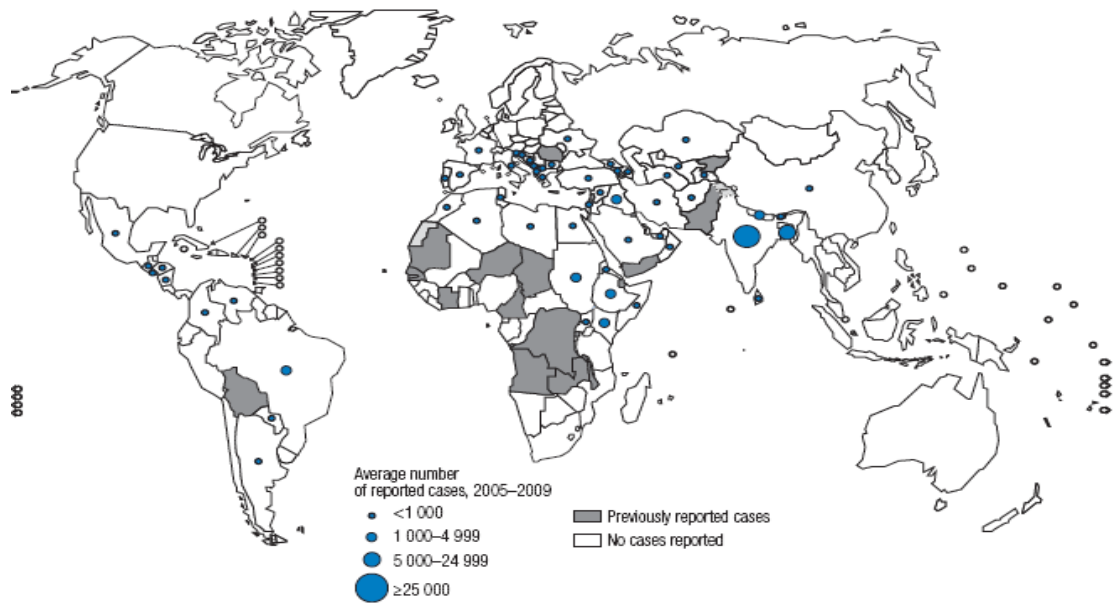 Average number
of reported cases, 2005–2009
<1 000
1 000–4 999
5 000–24 999
≥25 000
Previously reported cases
No cases reported